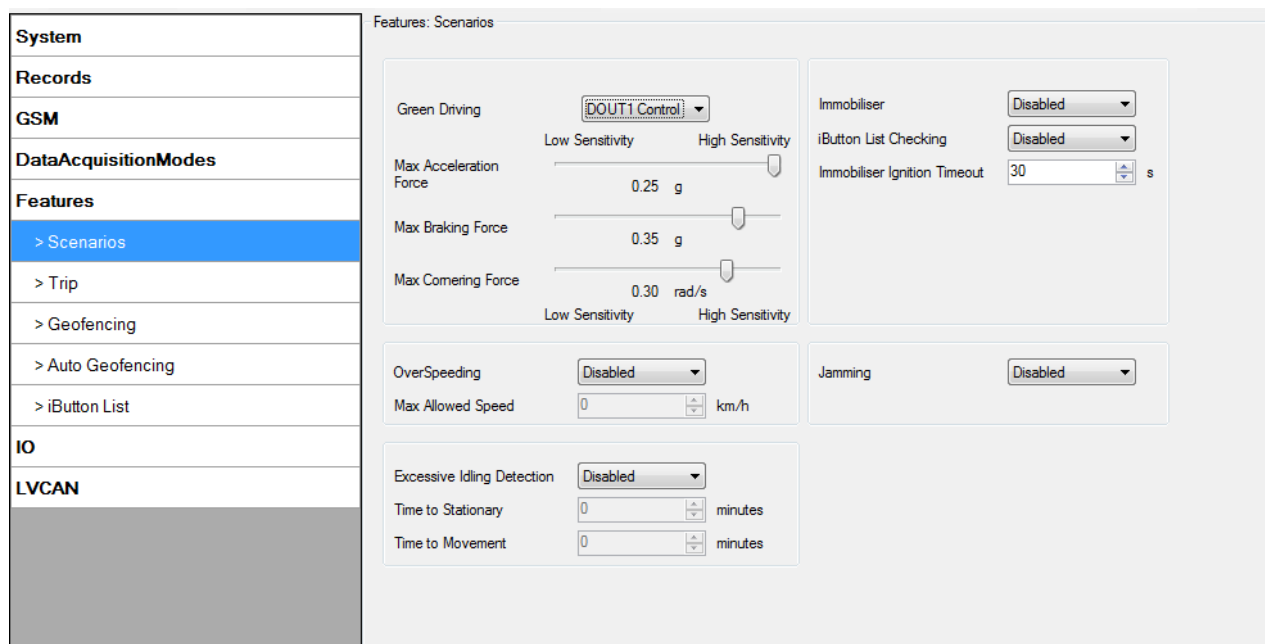 System
Records
GSM
DataAcquisitionModes
Features
> Scenarios
> Trip
> Geofencing
> Auto Geofencing
> iButton List
IO
LVCAN
Features: Scenarios
Green Driving DOUT1 Control
Low Sensitivity High Sensitivity
Max Acceleration
Force
0.25 g
Max Braking Force
0.35 g
Max Cornering Force
0.30 rad/s
Low Sensitivity High Sensitivity
Immobiliser Disabled
iButton List Checking Disabled
Immobiliser Ignition Timeout 30 s
OverSpeeding Disabled
Max Allowed Speed 0 km/h
Jamming Disabled
Excessive Idling Detection Disabled
Time to Stationary 0 minutes
Time to Movement 0 minutes